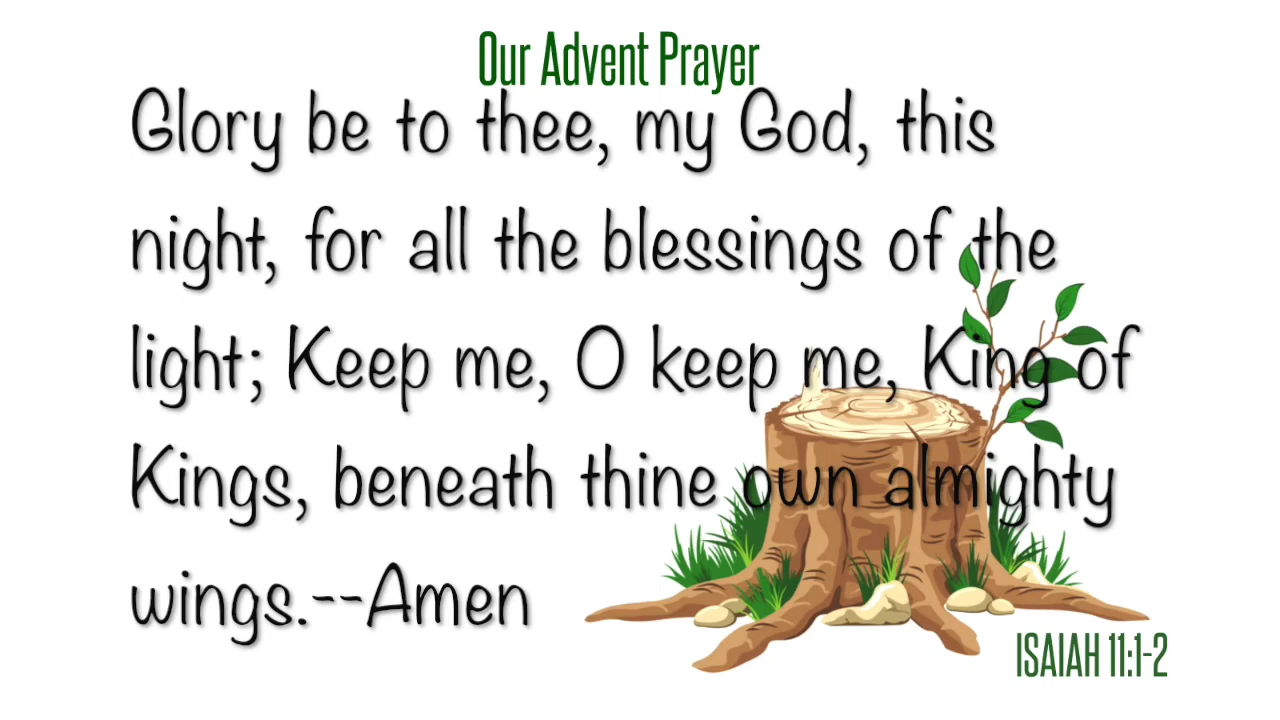 Our Advent Prayer
Glory be to thee, my God, this
night, for all the blessings of the
light; Keep me, O keep me, King of
Kings, beneath thine own almighty
wings.--Amen
ISAIAH 11:1-2